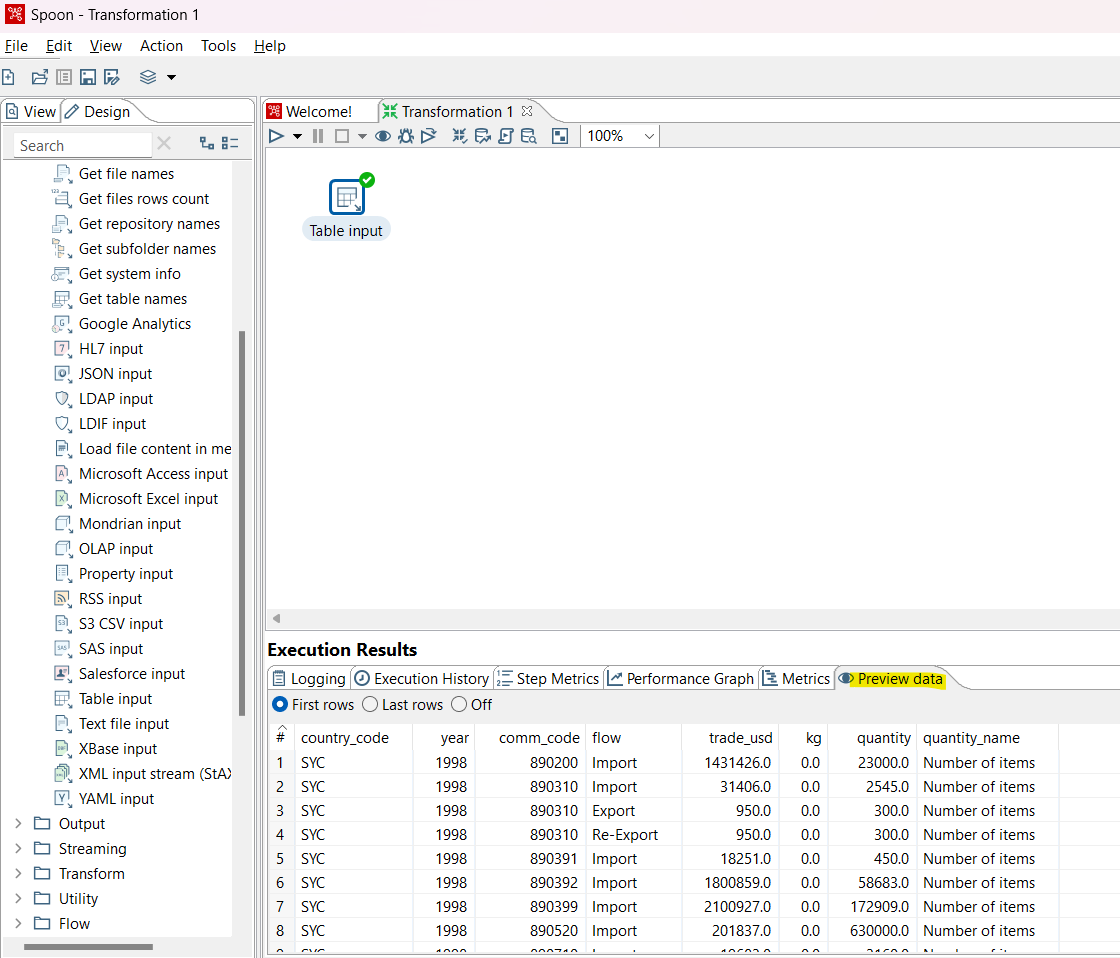 Spoon - Transformation 1
File Edit View Action Tools Help
View Design
Search
Get file names
Get files rows count
Get repository names
Get subfolder names
Get system info
Get table names
Google Analytics
HL7 input
JSON input
LDAP input
LDIF input
Load file content in me
Microsoft Access input
Microsoft Excel input
Mondrian input
OLAP input
Property input
RSS input
S3 CSV input
SAS input
Salesforce input
Table input
Text file input
XBase input
XML input stream (StAX
YAML input
Output
Streaming
Transform
Utility
Flow
Welcome! Transformation 1
100%
Table input
Execution Results
Logging Execution History Step Metrics Performance Graph Metrics Preview data
First rows Last rows Off
# country_code year comm_code flow trade_usd kg quantity quantity_name
1 SYC 1998 890200 Import 1431426.0 0.0 23000.0 Number of items
2 SYC 1998 890310 Import 31406.0 0.0 2545.0 Number of items
3 SYC 1998 890310 Export 950.0 0.0 300.0 Number of items
4 SYC 1998 890310 Re-Export 950.0 0.0 300.0 Number of items
5 SYC 1998 890391 Import 18251.0 0.0 450.0 Number of items
6 SYC 1998 890392 Import 1800859.0 0.0 58683.0 Number of items
7 SYC 1998 890399 Import 2100927.0 0.0 172909.0 Number of items
8 SYC 1998 890520 Import 201837.0 0.0 630000.0 Number of items